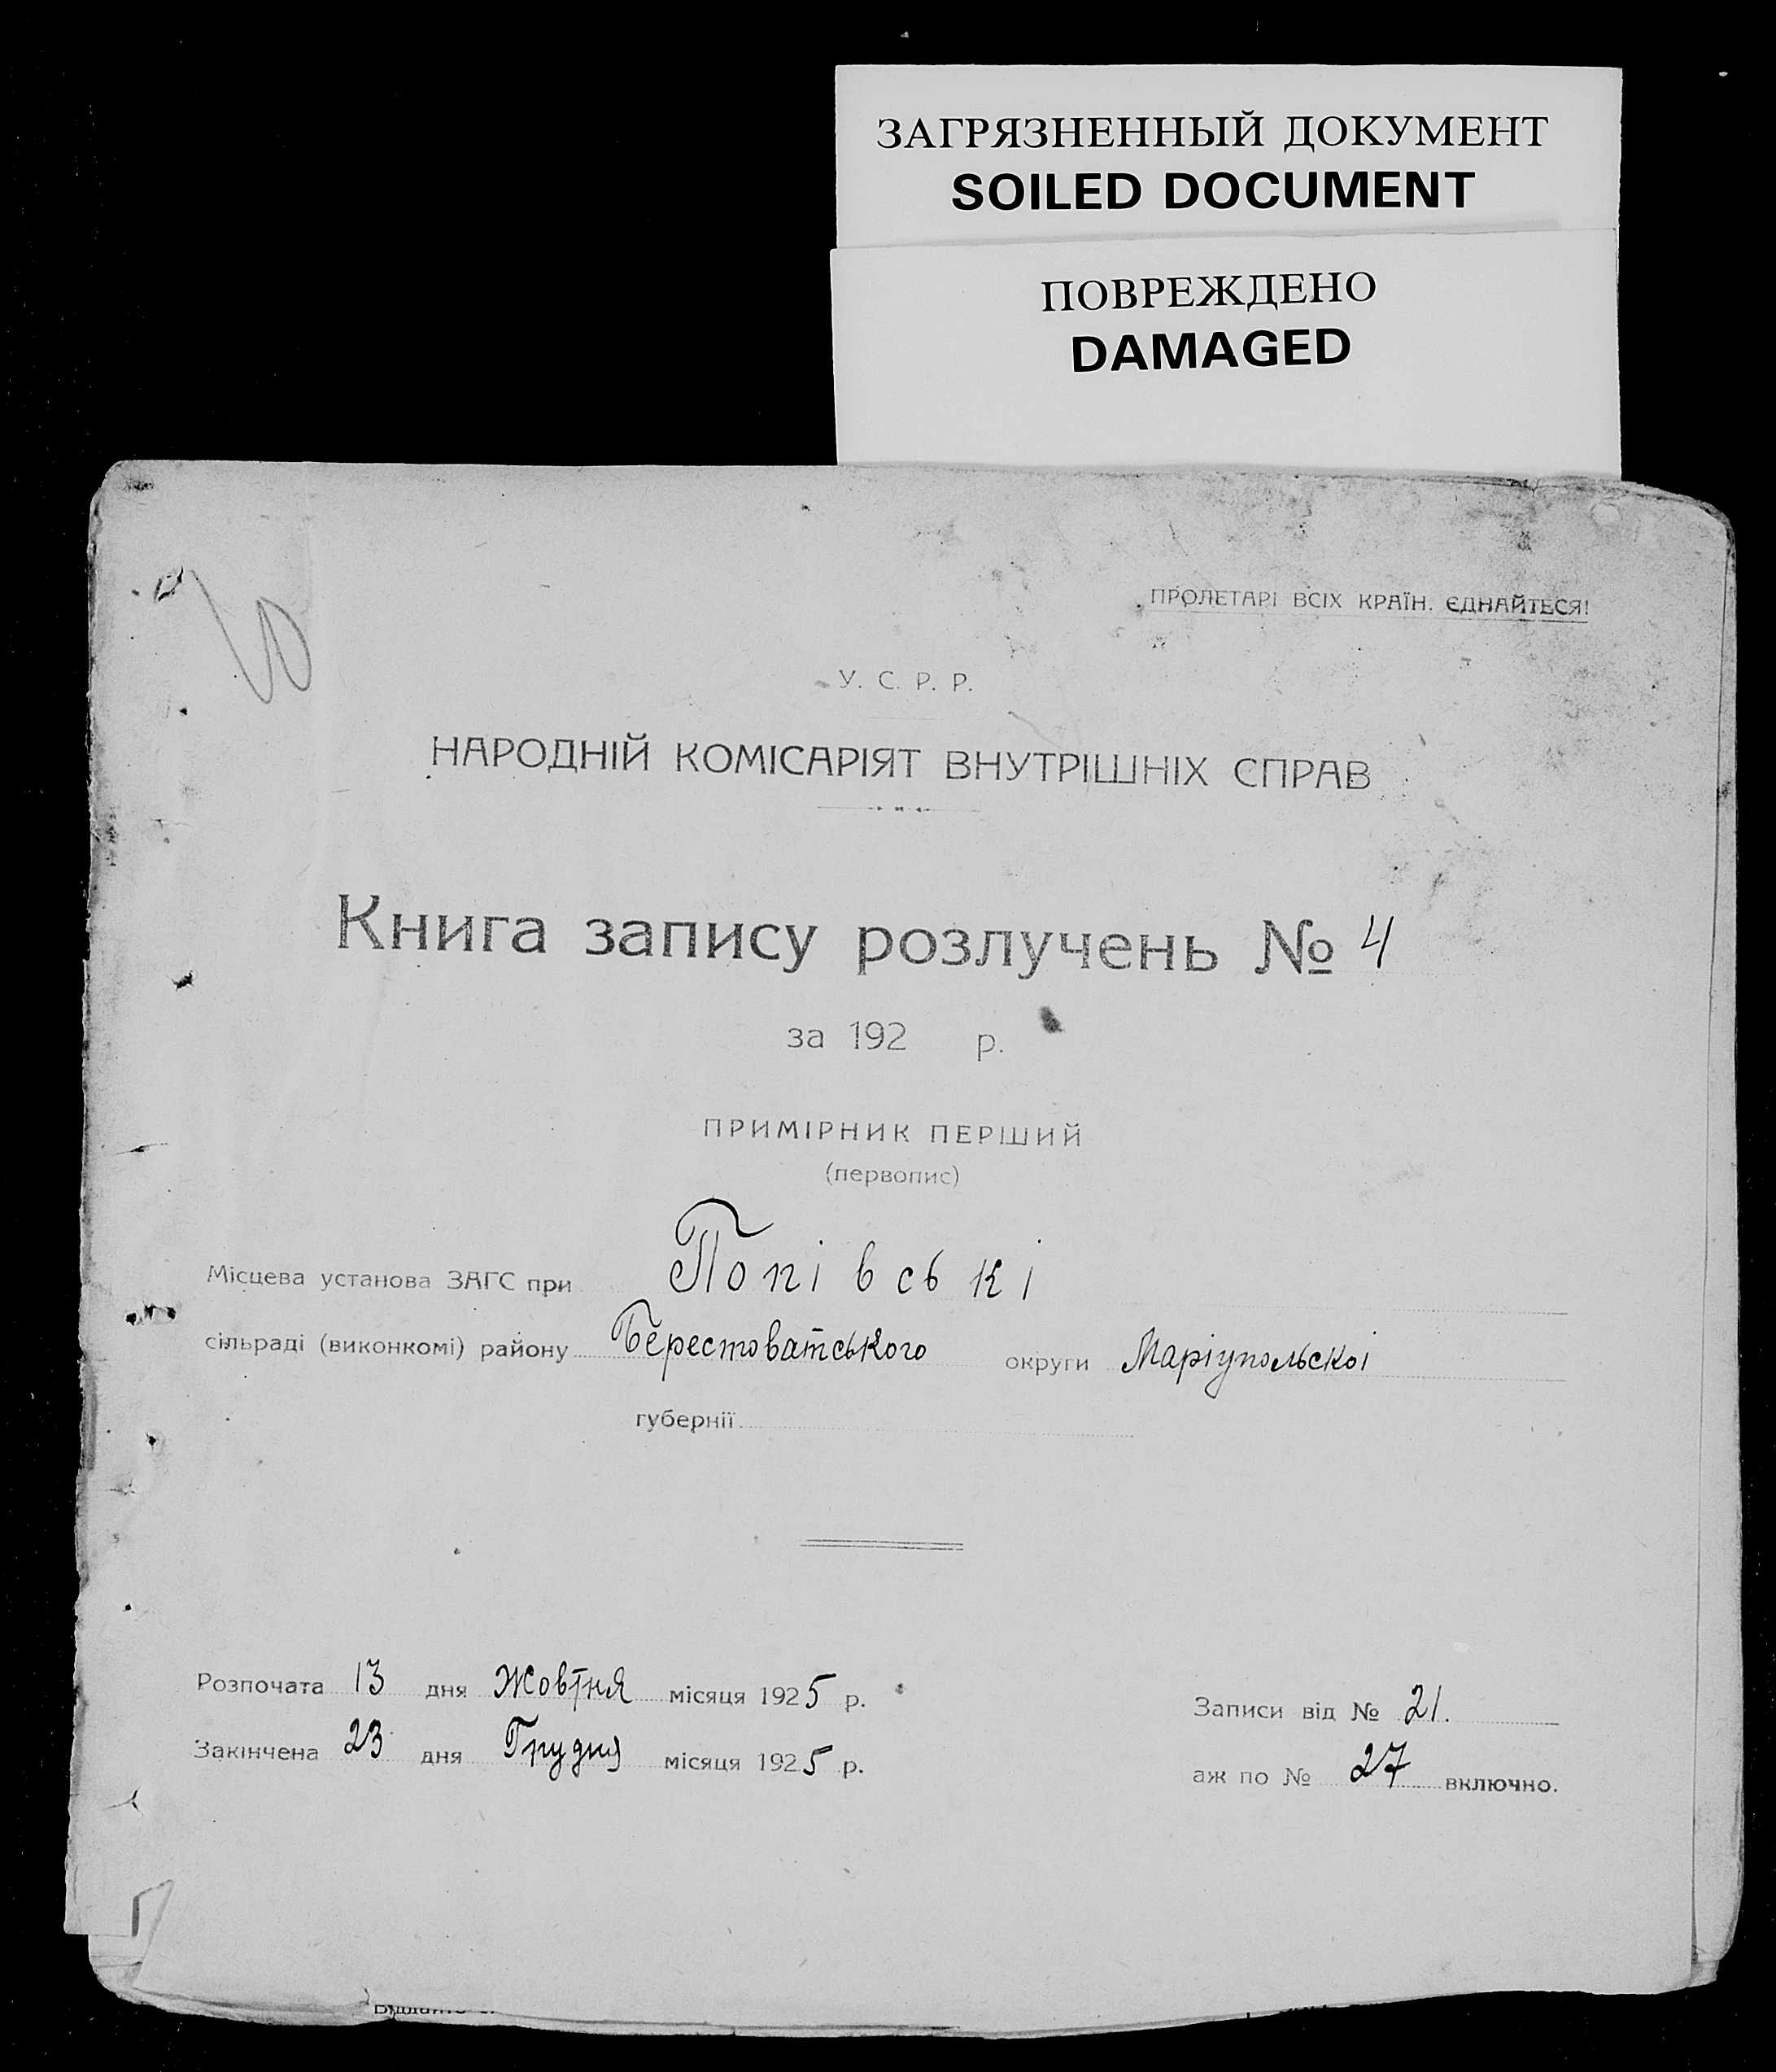 ЗАГРЯЗНЕННЫЙ ДОКУМЕНТ
SOILED DOCUMENT
ПОВРЕЖДЕНО
DAMAGED
ПРОЛЕТАРІ ВСІХ КРАЇН, ЄДНАЙТЕСЯ!
У. С. Р. Р.
НАРОДНІЙ КОМІСАРІЯТ ВНУТРІШНІХ СПРАВ
Книга запису розлучень № 4
за 192 р.
ПРИМІРНИК ПЕРШИЙ
(первопис)
Місцева установа ЗАГС при Попівські
сільраді (виконкомі) району Берестоватського округи Маріупольскоі
губернії
Розпочата 13 дня Жовтня місяця 1925 р.
Записи від № 21.
Закінчена 23 дня Грудня місяця 1925 р.
аж по № 27 включно.